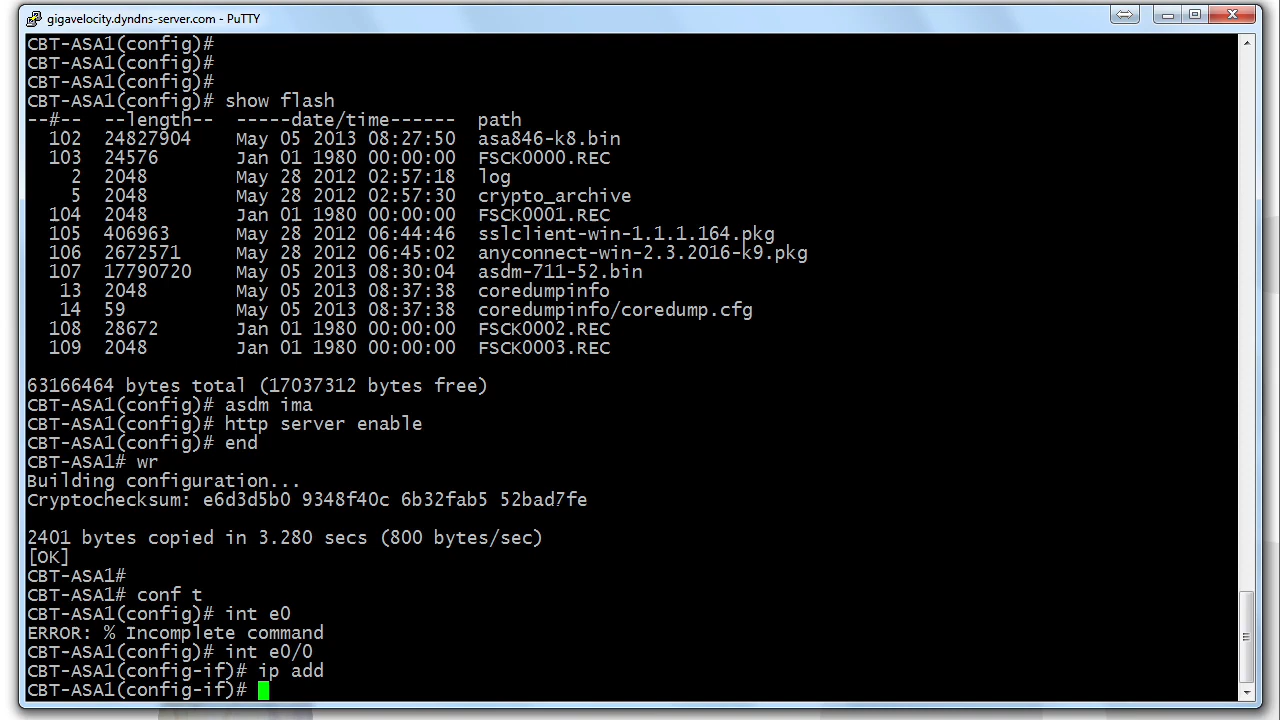 gigavelocity.dyndns-server.com - PuTTY
CBT-ASA1(config)#
CBT-ASA1(config)#
CBT-ASA1(config)#
CBT-ASA1(config)# show flash
--#--  --length--  -----date/time------  path
  102  24827904    May 05 2013 08:27:50  asa846-k8.bin
  103  24576       Jan 01 1980 00:00:00  FSCK0000.REC
    2  2048        May 28 2012 02:57:18  log
    5  2048        May 28 2012 02:57:30  crypto_archive
  104  2048        Jan 01 1980 00:00:00  FSCK0001.REC
  105  406963      May 28 2012 06:44:46  sslclient-win-1.1.1.164.pkg
  106  2672571     May 28 2012 06:45:02  anyconnect-win-2.3.2016-k9.pkg
  107  17790720    May 05 2013 08:30:04  asdm-711-52.bin
   13  2048        May 05 2013 08:37:38  coredumpinfo
   14  59          May 05 2013 08:37:38  coredumpinfo/coredump.cfg
  108  28672       Jan 01 1980 00:00:00  FSCK0002.REC
  109  2048        Jan 01 1980 00:00:00  FSCK0003.REC
63166464 bytes total (17037312 bytes free)
CBT-ASA1(config)# asdm ima
CBT-ASA1(config)# http server enable
CBT-ASA1(config)# end
CBT-ASA1# wr
Building configuration...
Cryptochecksum: e6d3d5b0 9348f40c 6b32fab5 52bad7fe
2401 bytes copied in 3.280 secs (800 bytes/sec)
[OK]
CBT-ASA1#
CBT-ASA1# conf t
CBT-ASA1(config)# int e0
ERROR: % Incomplete command
CBT-ASA1(config)# int e0/0
CBT-ASA1(config-if)# ip add
CBT-ASA1(config-if)#